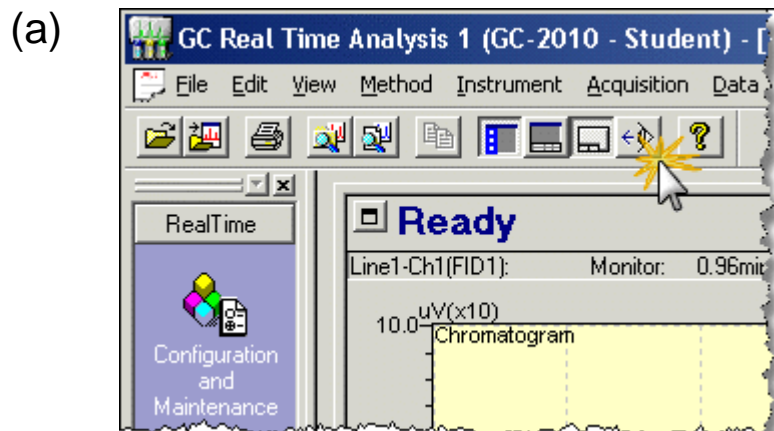 (a)
GC Real Time Analysis 1 (GC-2010 - Student) - [
File Edit View Method Instrument Acquisition Data
RealTime
Ready
Line1-Ch1(FID1): Monitor: 0.96min
uV(x10)
10.0
Chromatogram
Configuration
and
Maintenance